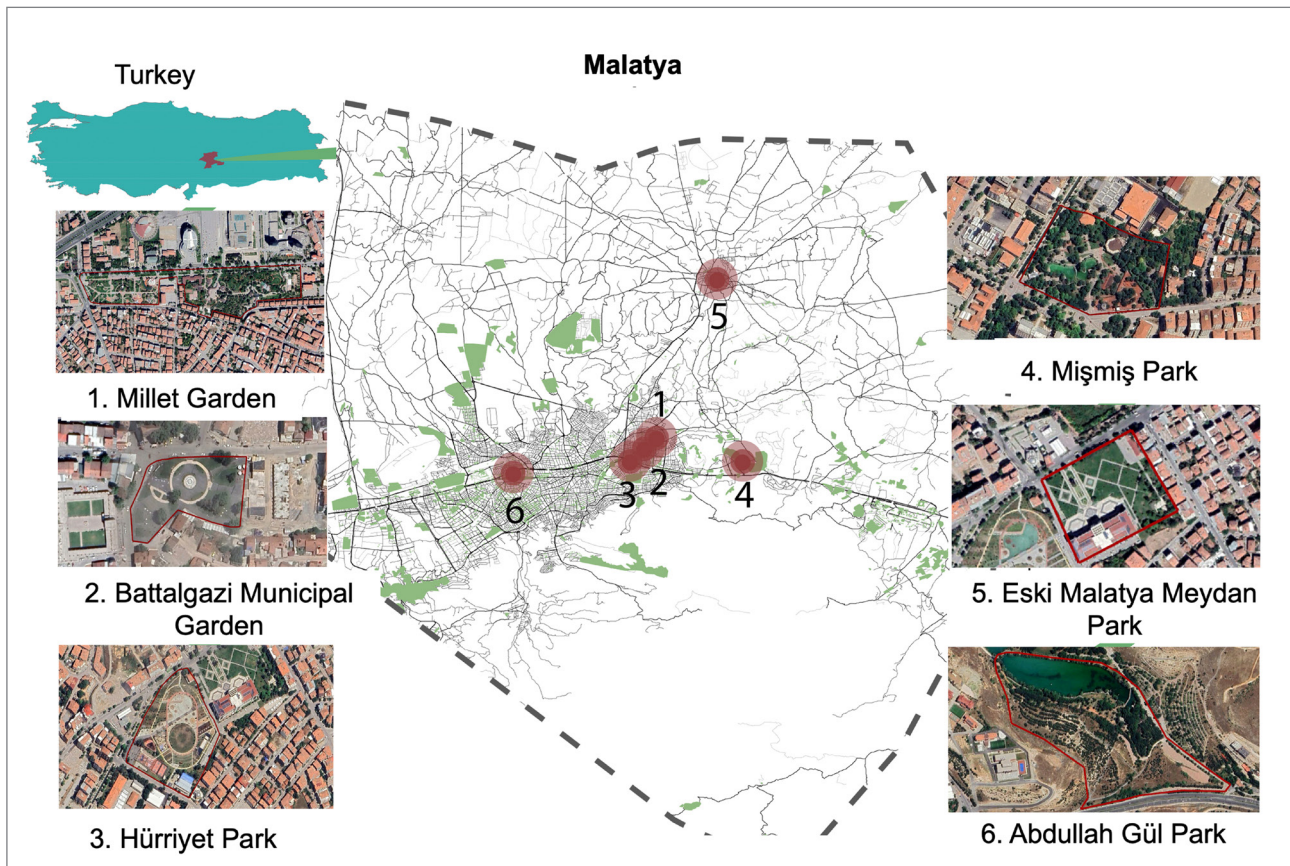 Malatya
Turkey
1. Millet Garden
2. Battalgazi Municipal
Garden
3. Hürriyet Park
5
1
2
3
4
6
4. Mişmiş Park
5. Eski Malatya Meydan
Park
6. Abdullah Gül Park